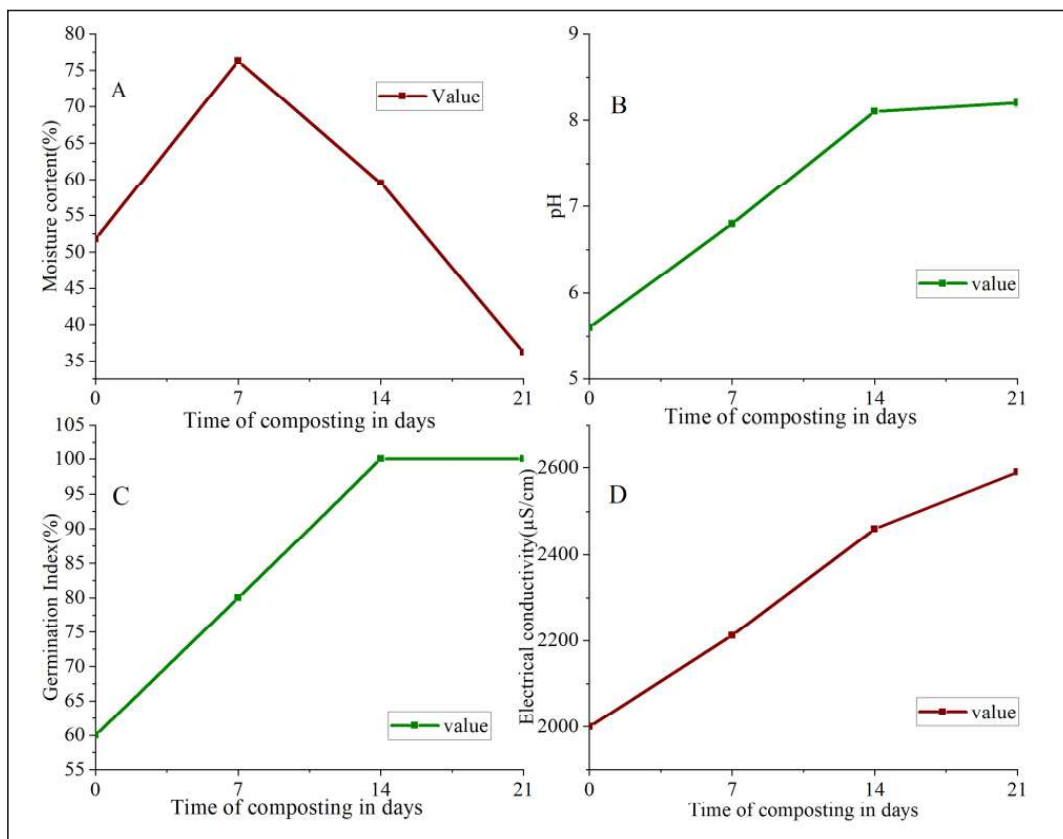 80
75
70
65
60
55
50
45
40
35
Moisture cortent(%)
A
Value
0 7 14 21
Time of composting in days
9
8
7
6
5
pH
B
value
0 7 14 21
Time of composting in days
105
100
95
90
85
80
75
70
65
60
55
Germination Index(%)
C
value
0 7 14 21
Time of composting in days
2600
2400
2200
2000
Electrical conductivity(µS/cm)
D
value
0 7 14 21
Time of composting in days